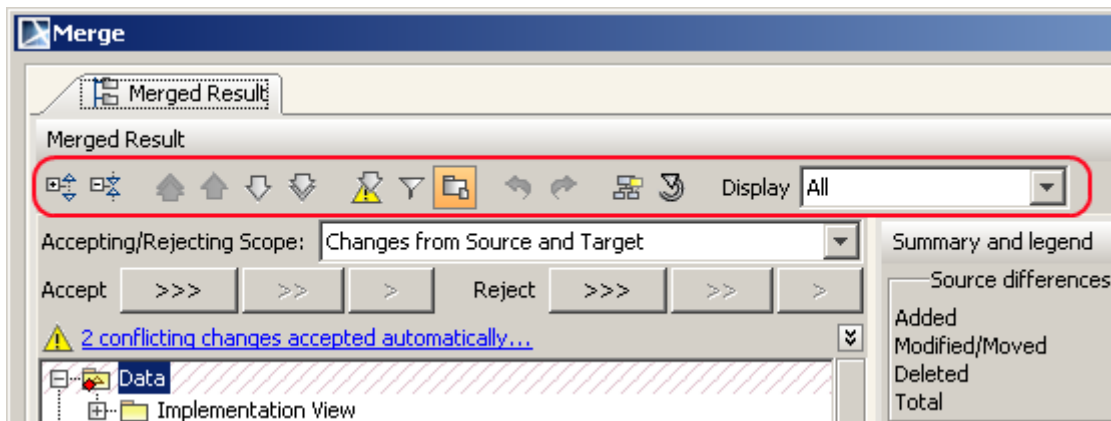 Merge
Merged Result
Merged Result
Display All
Accepting/Rejecting Scope: Changes from Source and Target
Summary and legend
Accept >>> >> > Reject >>> >> >
Source differences
2 conflicting changes accepted automatically...
Added
Modified/Moved
Data
Deleted
Implementation View
Total